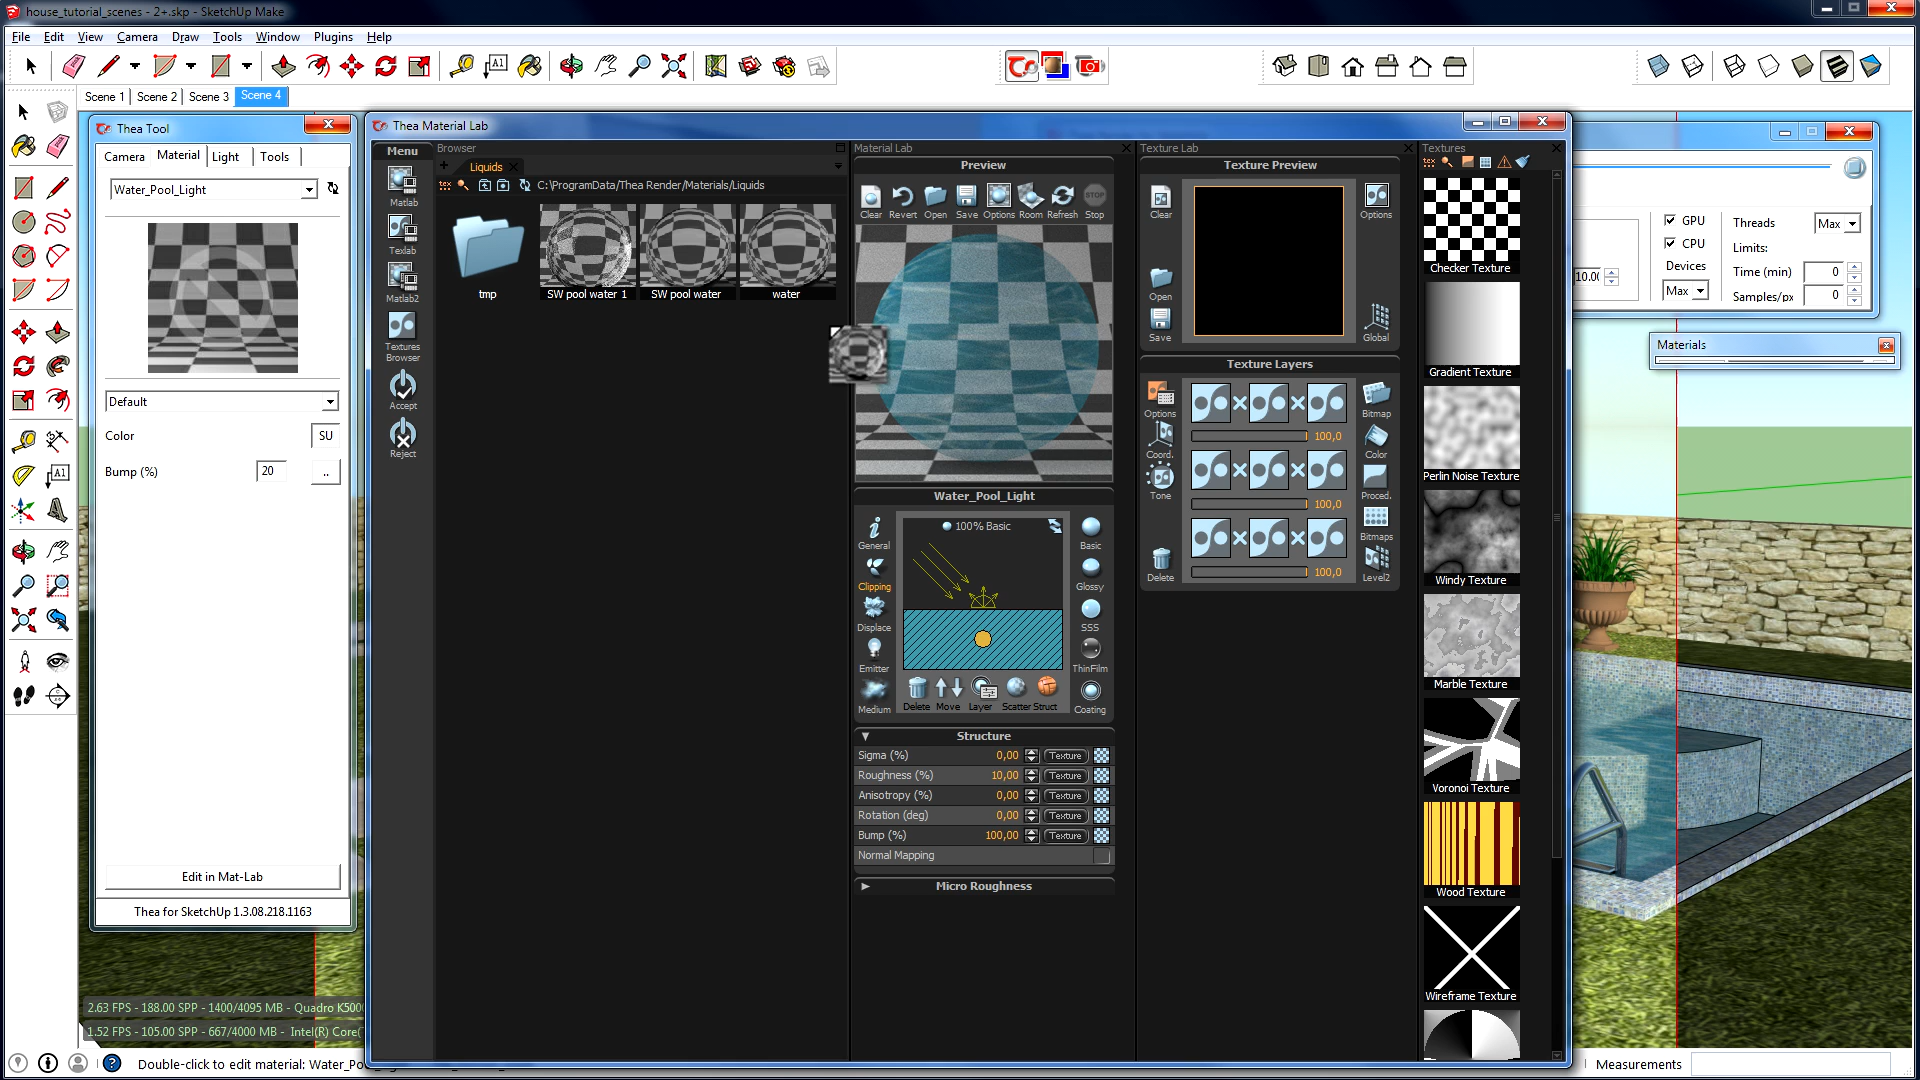 house_tutorial_scenes - 2+.skp - SketchUp Make
File Edit View Camera Draw Tools Window Plugins Help
Scene 1 Scene 2 Scene 3 Scene 4
Thea Tool
Camera Material Light Tools
Water_Pool_Light
Default
Color SU
Bump (%) 20 ..
Edit in Mat-Lab
Thea for SketchUp 1.3.08.218.1163
Thea Material Lab
Menu
Matlab
Texlab
Matlab2
Textures
Browser
Accept
Reject
Browser
Liquids
C:\ProgramData/Thea Render/Materials/Liquids
tmp
SW pool water 1
SW pool water
water
Material Lab
Preview
Clear Revert Open Save Options Room Refresh Stop
STOP
Water_Pool_Light
100% Basic
General
Clipping
Displace
Emitter
Medium
Basic
Glossy
SSS
ThinFilm
Coating
Delete Move Layer Scatter Struct
Structure
Sigma (%) 0,00 Texture
Roughness (%) 10,00 Texture
Anisotropy (%) 0,00 Texture
Rotation (deg) 0,00 Texture
Bump (%) 100,00 Texture
Normal Mapping
Micro Roughness
Texture Lab
Texture Preview
Clear
Open
Save
Options
Global
Texture Layers
Options
Coord.
Tone
Delete
100,0
100,0
100,0
Bitmap
Color
Proced.
Bitmaps
Level2
Textures
tex
Checker Texture
Gradient Texture
Perlin Noise Texture
Windy Texture
Marble Texture
Voronoi Texture
Wood Texture
Wireframe Texture
GPU
CPU
Devices
Max
10.0
Threads Max
Limits:
Time (min) 0
Samples/px 0
Materials
2.63 FPS - 188.00 SPP - 1400/4095 MB - Quadro K5000
1.52 FPS - 105.00 SPP - 667/4000 MB - Intel(R) Core(
Double-click to edit material: Water_Po
Measurements